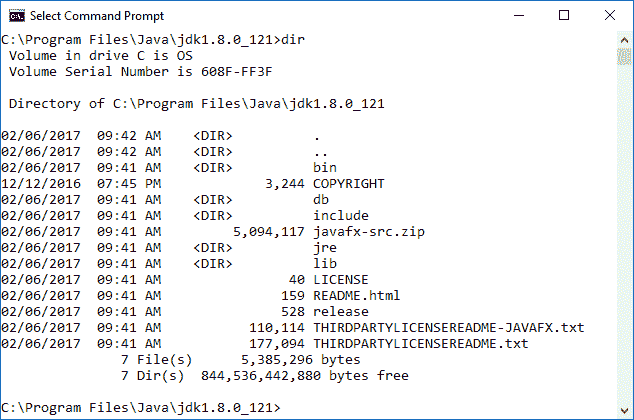 Select Command Prompt
C:\Program Files\Java\jdk1.8.0_121>dir
 Volume in drive C is OS
 Volume Serial Number is 608F-FF3F

 Directory of C:\Program Files\Java\jdk1.8.0_121

02/06/2017  09:42 AM    <DIR>          .
02/06/2017  09:42 AM    <DIR>          ..
02/06/2017  09:41 AM    <DIR>          bin
12/12/2016  07:45 PM             3,244 COPYRIGHT
02/06/2017  09:41 AM    <DIR>          db
02/06/2017  09:41 AM    <DIR>          include
02/06/2017  09:41 AM         5,094,117 javafx-src.zip
02/06/2017  09:41 AM    <DIR>          jre
02/06/2017  09:41 AM    <DIR>          lib
02/06/2017  09:41 AM                40 LICENSE
02/06/2017  09:41 AM               159 README.html
02/06/2017  09:41 AM               528 release
02/06/2017  09:41 AM           110,114 THIRDPARTYLICENSEREADME-JAVAFX.txt
02/06/2017  09:41 AM           177,094 THIRDPARTYLICENSEREADME.txt
               7 File(s)      5,385,296 bytes
               7 Dir(s)  844,536,442,880 bytes free

C:\Program Files\Java\jdk1.8.0_121>